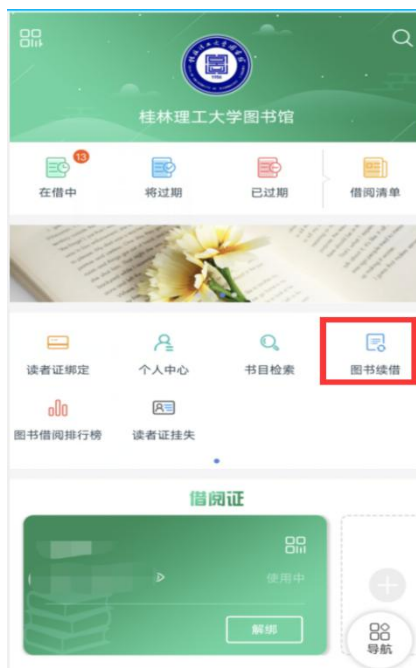 桂林理工大学图书馆
13
在借中 将过期 已过期 借阅清单
读者证绑定 个人中心 书目检索 图书续借
图书借阅排行榜 读者证挂失
借阅证
使用中
解绑
导航